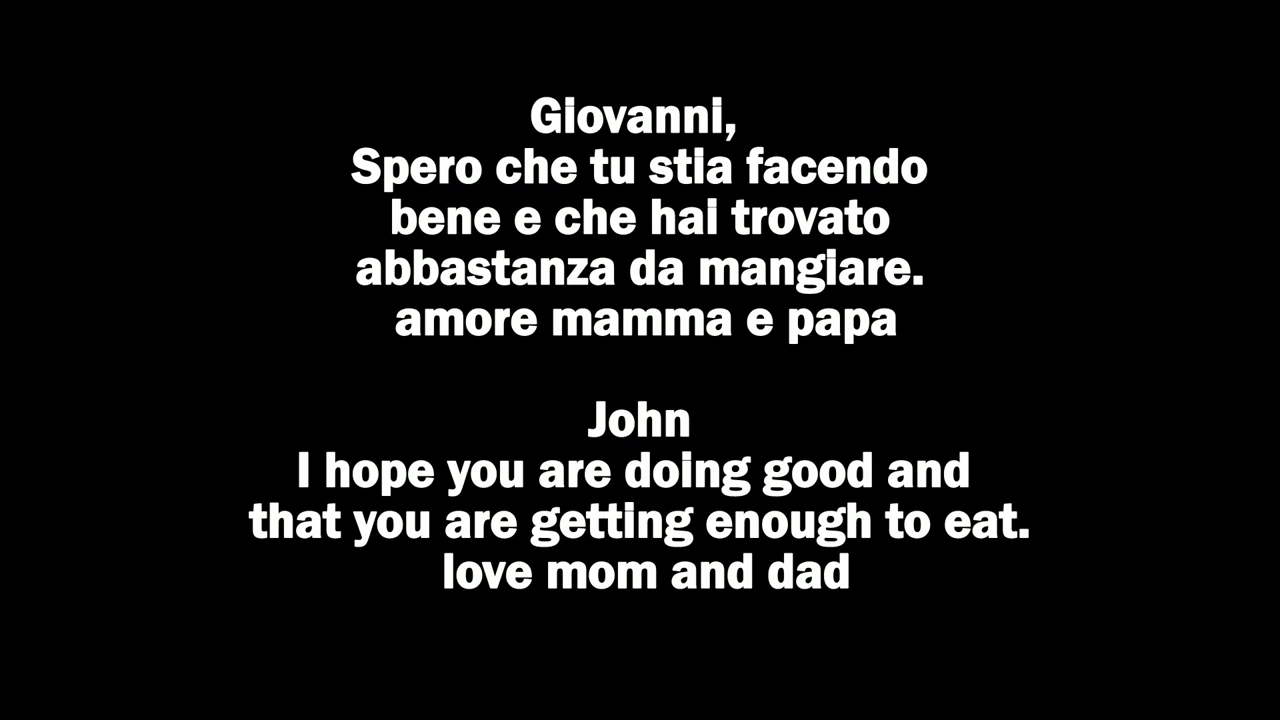 Giovanni,
Spero che tu stia facendo
bene e che hai trovato
abbastanza da mangiare.
amore mamma e papa
John
I hope you are doing good and
that you are getting enough to eat.
love mom and dad